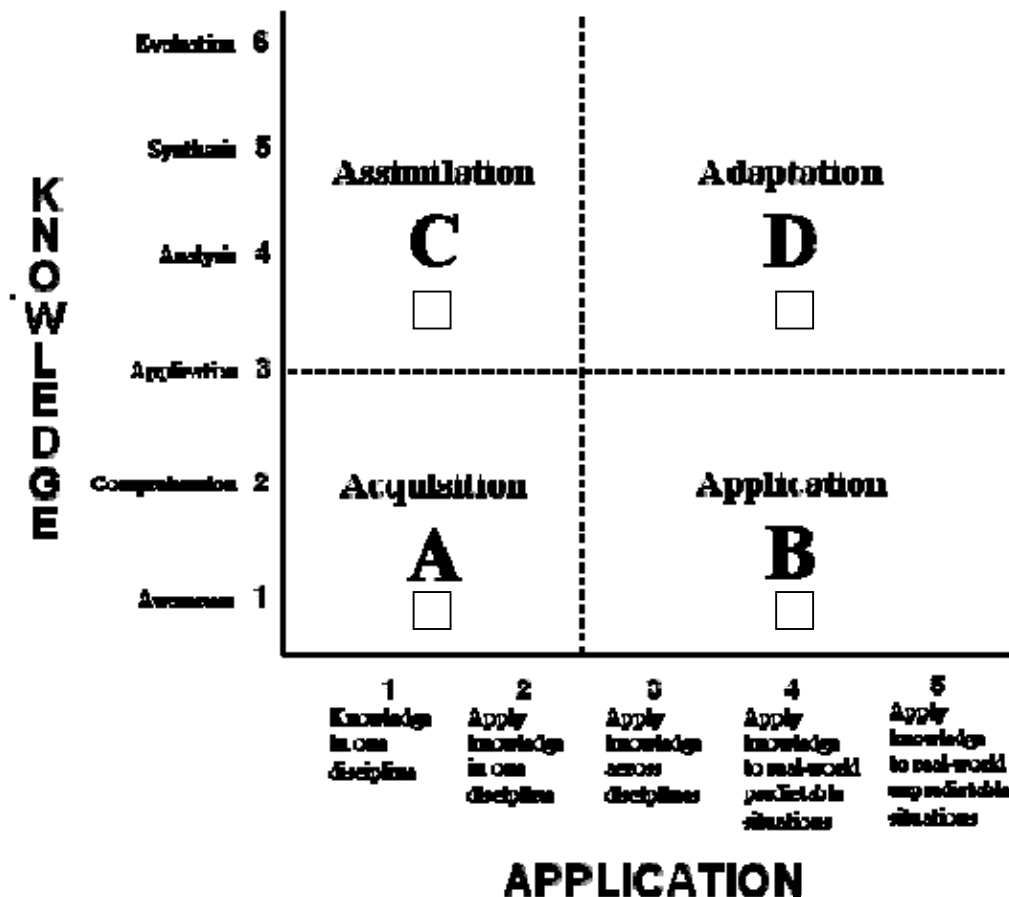 Evaluation 6
Synthesis 5
Assimilation
Adaptation
C
D
Analysis 4
KNOWLEDGE
Application 3
Comprehension 2
Acquisition
Application
A
B
Awareness 1
1
Knowledge
in one
discipline
2
Apply
knowledge
in one
discipline
3
Apply
knowledge
across
disciplines
4
Apply
knowledge
to real-world
predictable
situations
5
Apply
knowledge
to real-world
unpredictable
situations
APPLICATION